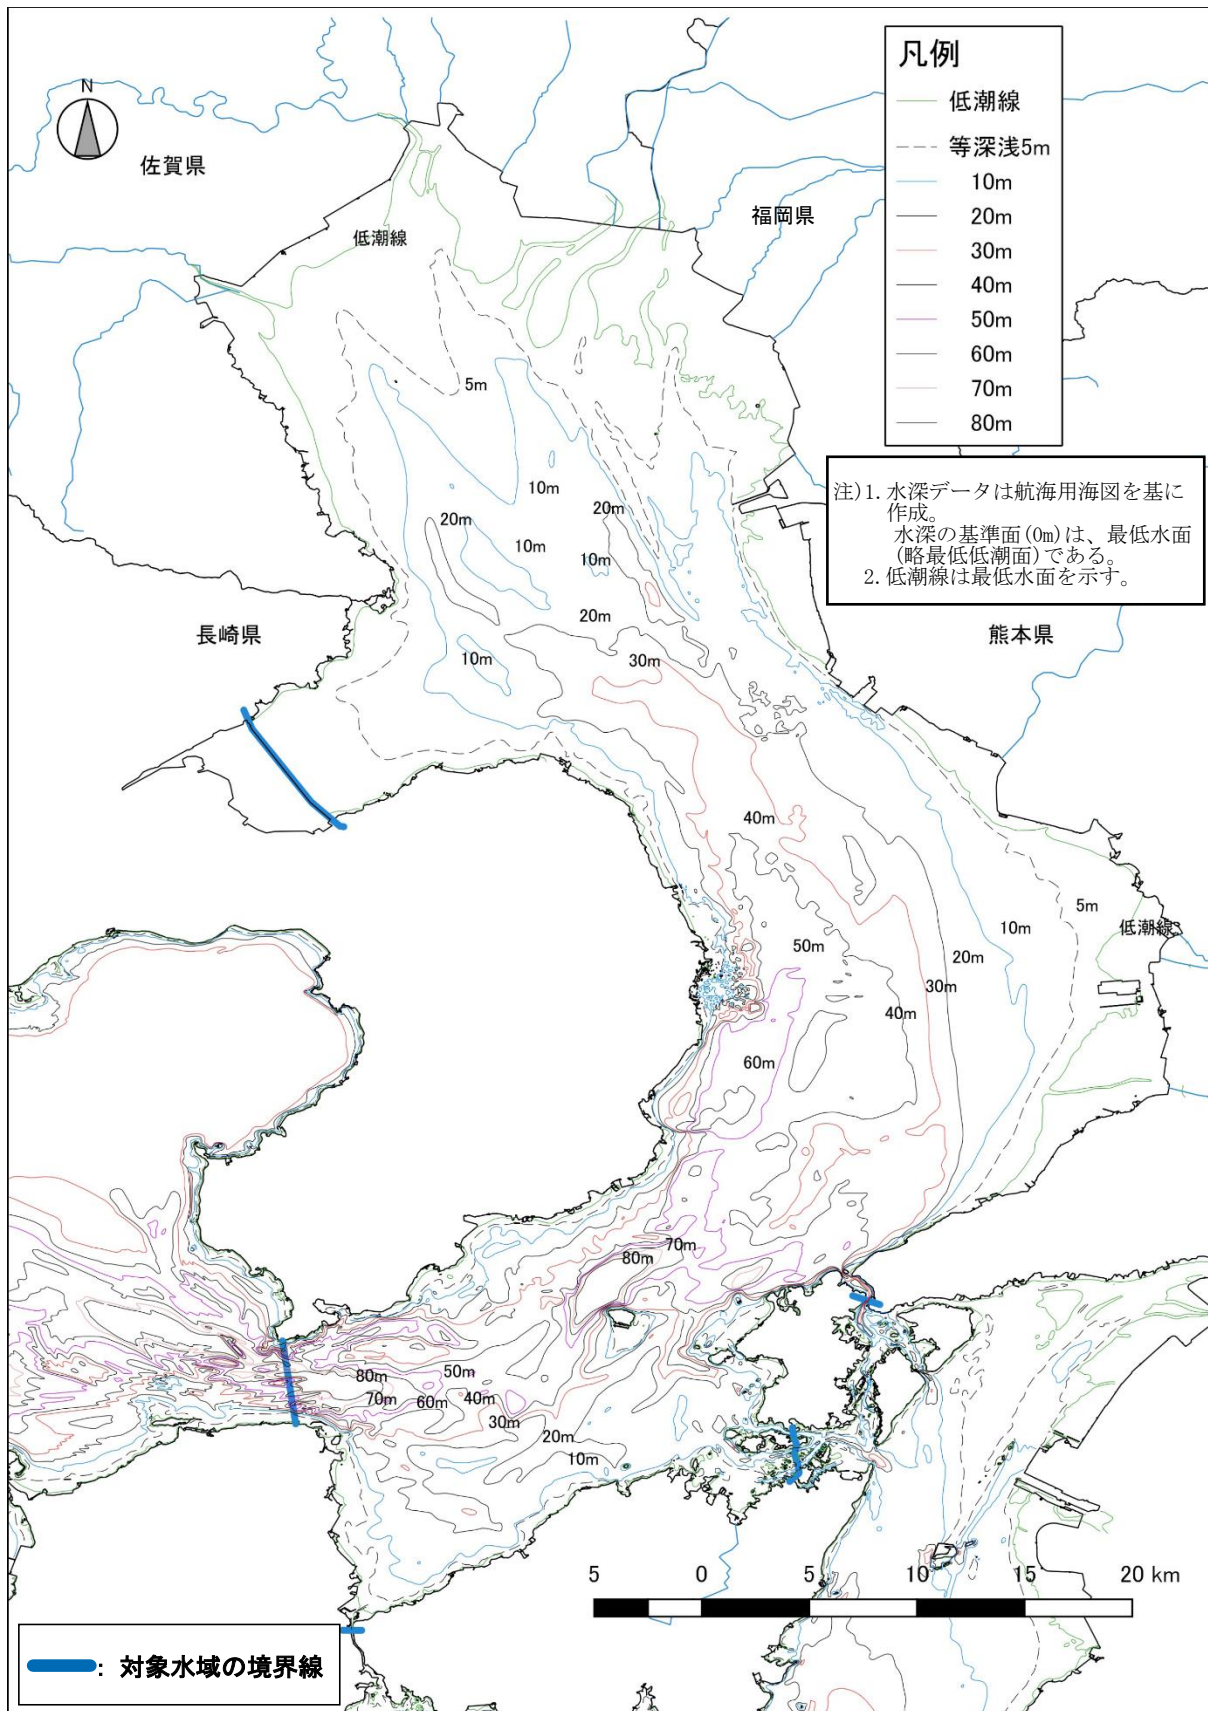 凡例
低潮線
等深浅5m
10m
20m
30m
40m
50m
60m
70m
80m
N
佐賀県
福岡県
低潮線
5m
10m
20m
20m
10m
10m
20m
注)1.水深データは航海用海図を基に
作成。
水深の基準面(0m)は、最低水面
(略最低低潮面)である。
2.低潮線は最低水面を示す。
長崎県
熊本県
10m
30m
40m
5m
10m
低潮線
50m
20m
30m
40m
60m
70m
80m
50m
80m
70m
60m
40m
30m
20m
10m
5 0 5 10 15 20 km
: 対象水域の境界線